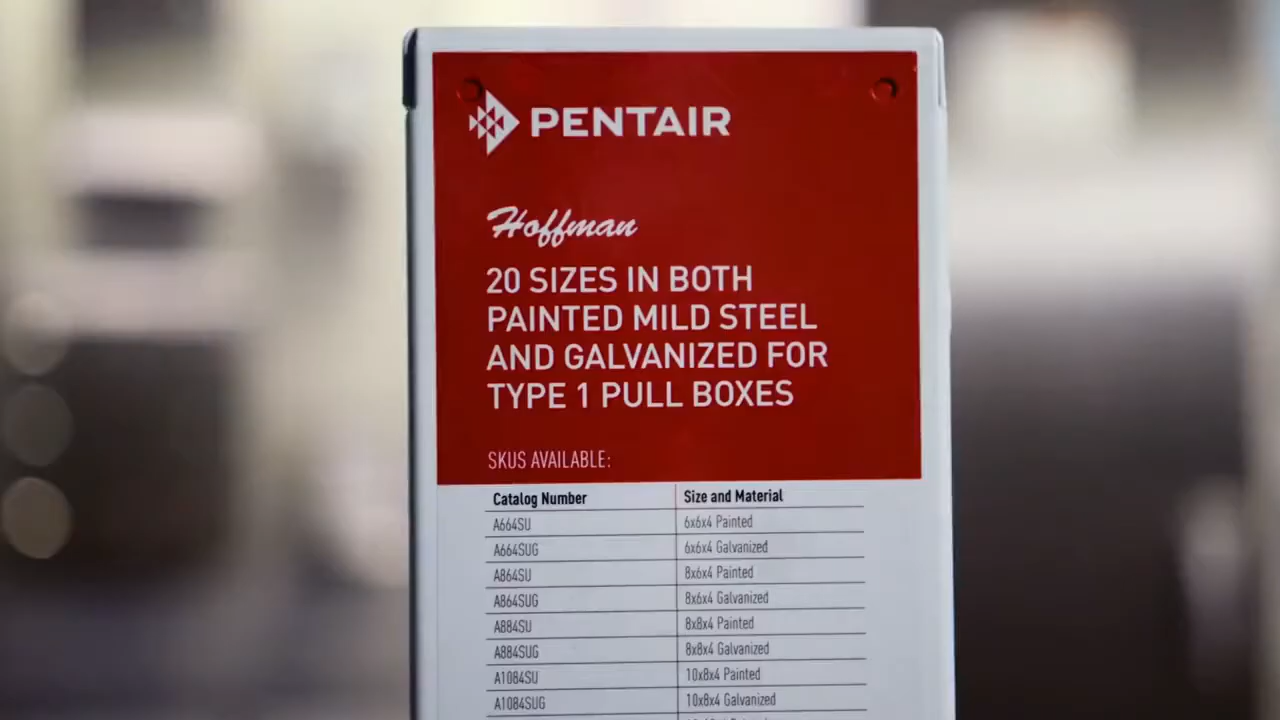 PENTAIR
Hoffman
20 SIZES IN BOTH
PAINTED MILD STEEL
AND GALVANIZED FOR
TYPE 1 PULL BOXES
SKUS AVAILABLE:
Catalog Number Size and Material
A664SU 6x6x4 Painted
A664SUG 6x6x4 Galvanized
A864SU 8x6x4 Painted
A864SUG 8x6x4 Galvanized
A884SU 8x8x4 Painted
A884SUG 8x8x4 Galvanized
A1084SU 10x8x4 Painted
A1084SUG 10x8x4 Galvanized